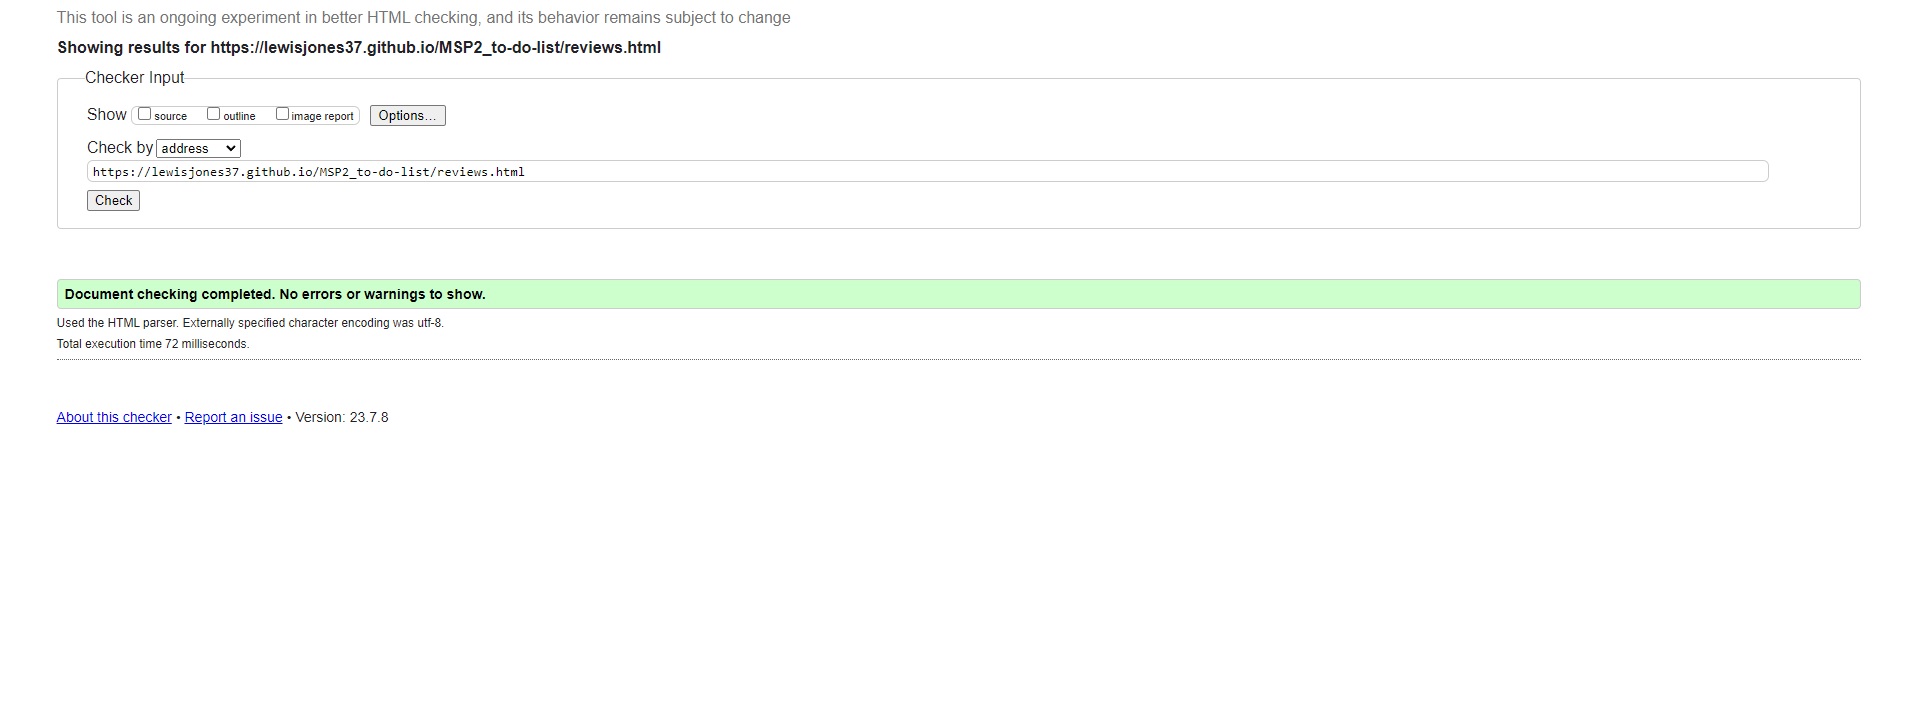 This tool is an ongoing experiment in better HTML checking, and its behavior remains subject to change
Showing results for https://lewisjones37.github.io/MSP2_to-do-list/reviews.html
Checker Input
Show source outline image report Options...
Check by address
https://lewisjones37.github.io/MSP2_to-do-list/reviews.html
Check
Document checking completed. No errors or warnings to show.
Used the HTML parser. Externally specified character encoding was utf-8.
Total execution time 72 milliseconds.
About this checker • Report an issue • Version: 23.7.8